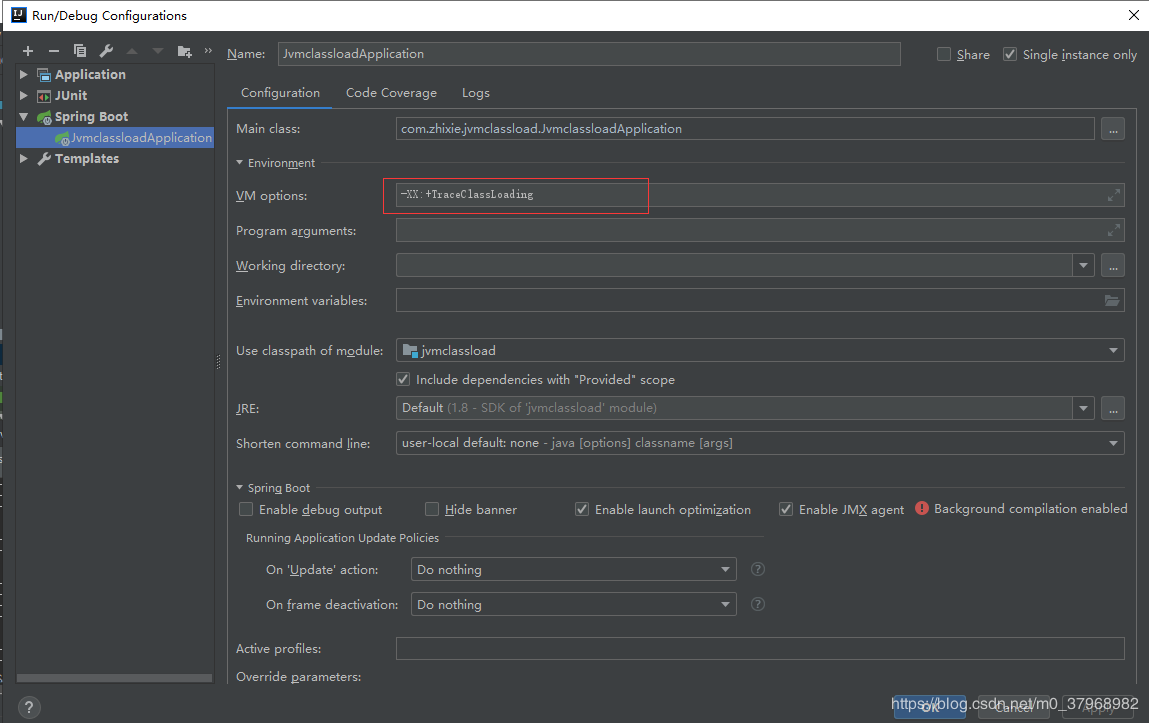 Run/Debug Configurations
Name: JvmclassloadApplication Share Single instance only
Application
JUnit
Spring Boot
JvmclassloadApplication
Templates
Configuration Code Coverage Logs
Main class: com.zhixie.jvmclassload.JvmclassloadApplication ...
Environment
VM options: -XX:+TraceClassLoading
Program arguments:
Working directory: ...
Environment variables:
Use classpath of module: jvmclassload
Include dependencies with "Provided" scope
JRE: Default (1.8 - SDK of 'jvmclassload' module) ...
Shorten command line: user-local default: none - java [options] classname [args]
Spring Boot
Enable debug output Hide banner Enable launch optimization Enable JMX agent Background compilation enabled
Running Application Update Policies
On 'Update' action: Do nothing ?
On frame deactivation: Do nothing ?
Active profiles:
Override parameters:
? OK Cancel Apply
https://blog.csdn.net/m0_37968982